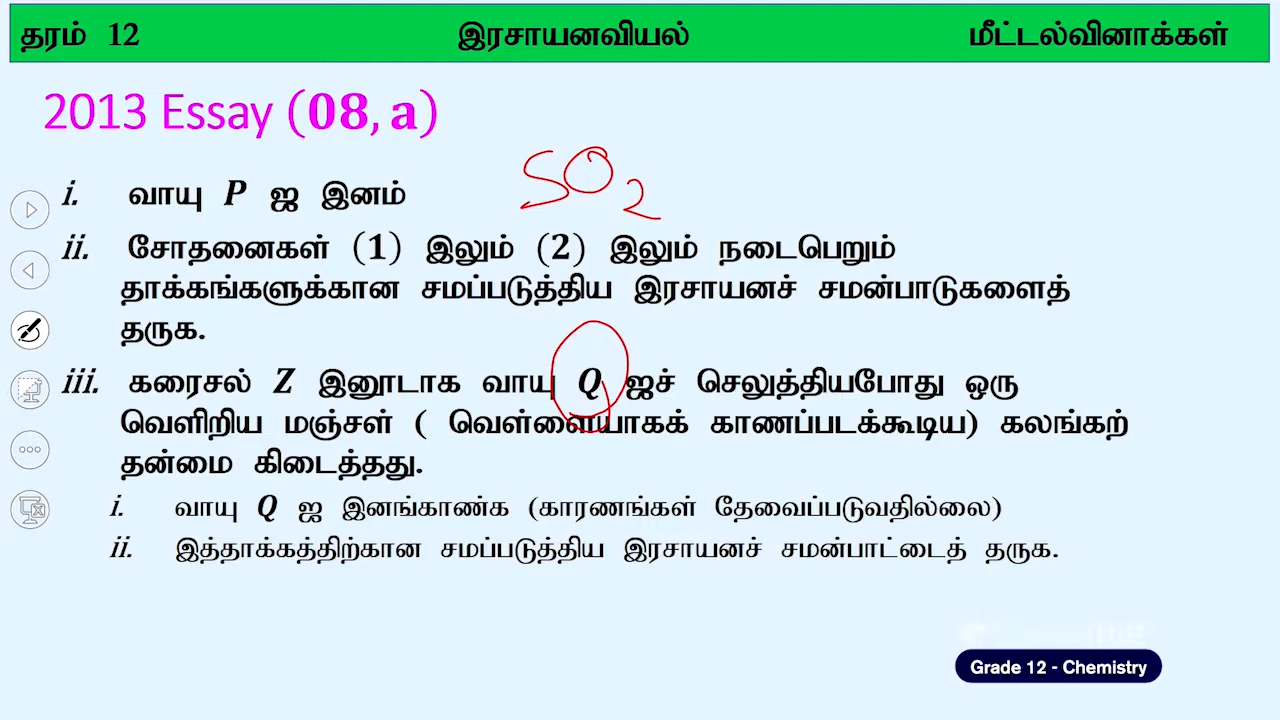 தரம் 12 இரசாயனவியல் மீட்டல்வினாக்கள்
2013 Essay (08, a)
SO2
i. வாயு P ஐ இனம்
ii. சோதனைகள் (1) இலும் (2) இலும் நடைபெறும்
தாக்கங்களுக்கான சமப்படுத்திய இரசாயனச் சமன்பாடுகளைத்
தருக.
iii. கரைசல் Z இனூடாக வாயு Q ஐச் செலுத்தியபோது ஒரு
வெளிறிய மஞ்சள் ( வெள்ளையாகக் காணப்படக்கூடிய) கலங்கற்
தன்மை கிடைத்தது.
i. வாயு Q ஐ இனங்காண்க (காரணங்கள் தேவைப்படுவதில்லை)
ii. இத்தாக்கத்திற்கான சமப்படுத்திய இரசாயனச் சமன்பாட்டைத் தருக.
Grade 12 - Chemistry